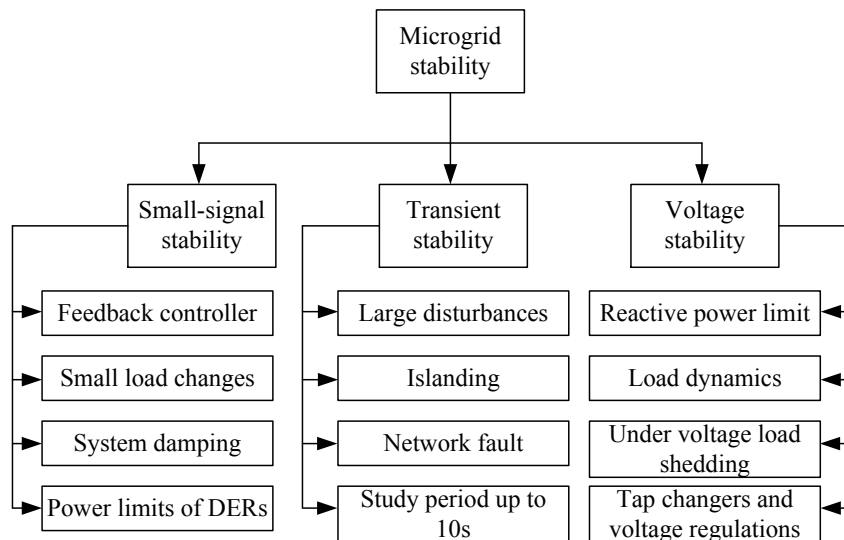 Microgrid
stability
Small-signal
stability
Transient
stability
Voltage
stability
Feedback controller
Large disturbances
Reactive power limit
Small load changes
Islanding
Load dynamics
System damping
Network fault
Under voltage load
shedding
Power limits of DERs
Study period up to
10s
Tap changers and
voltage regulations